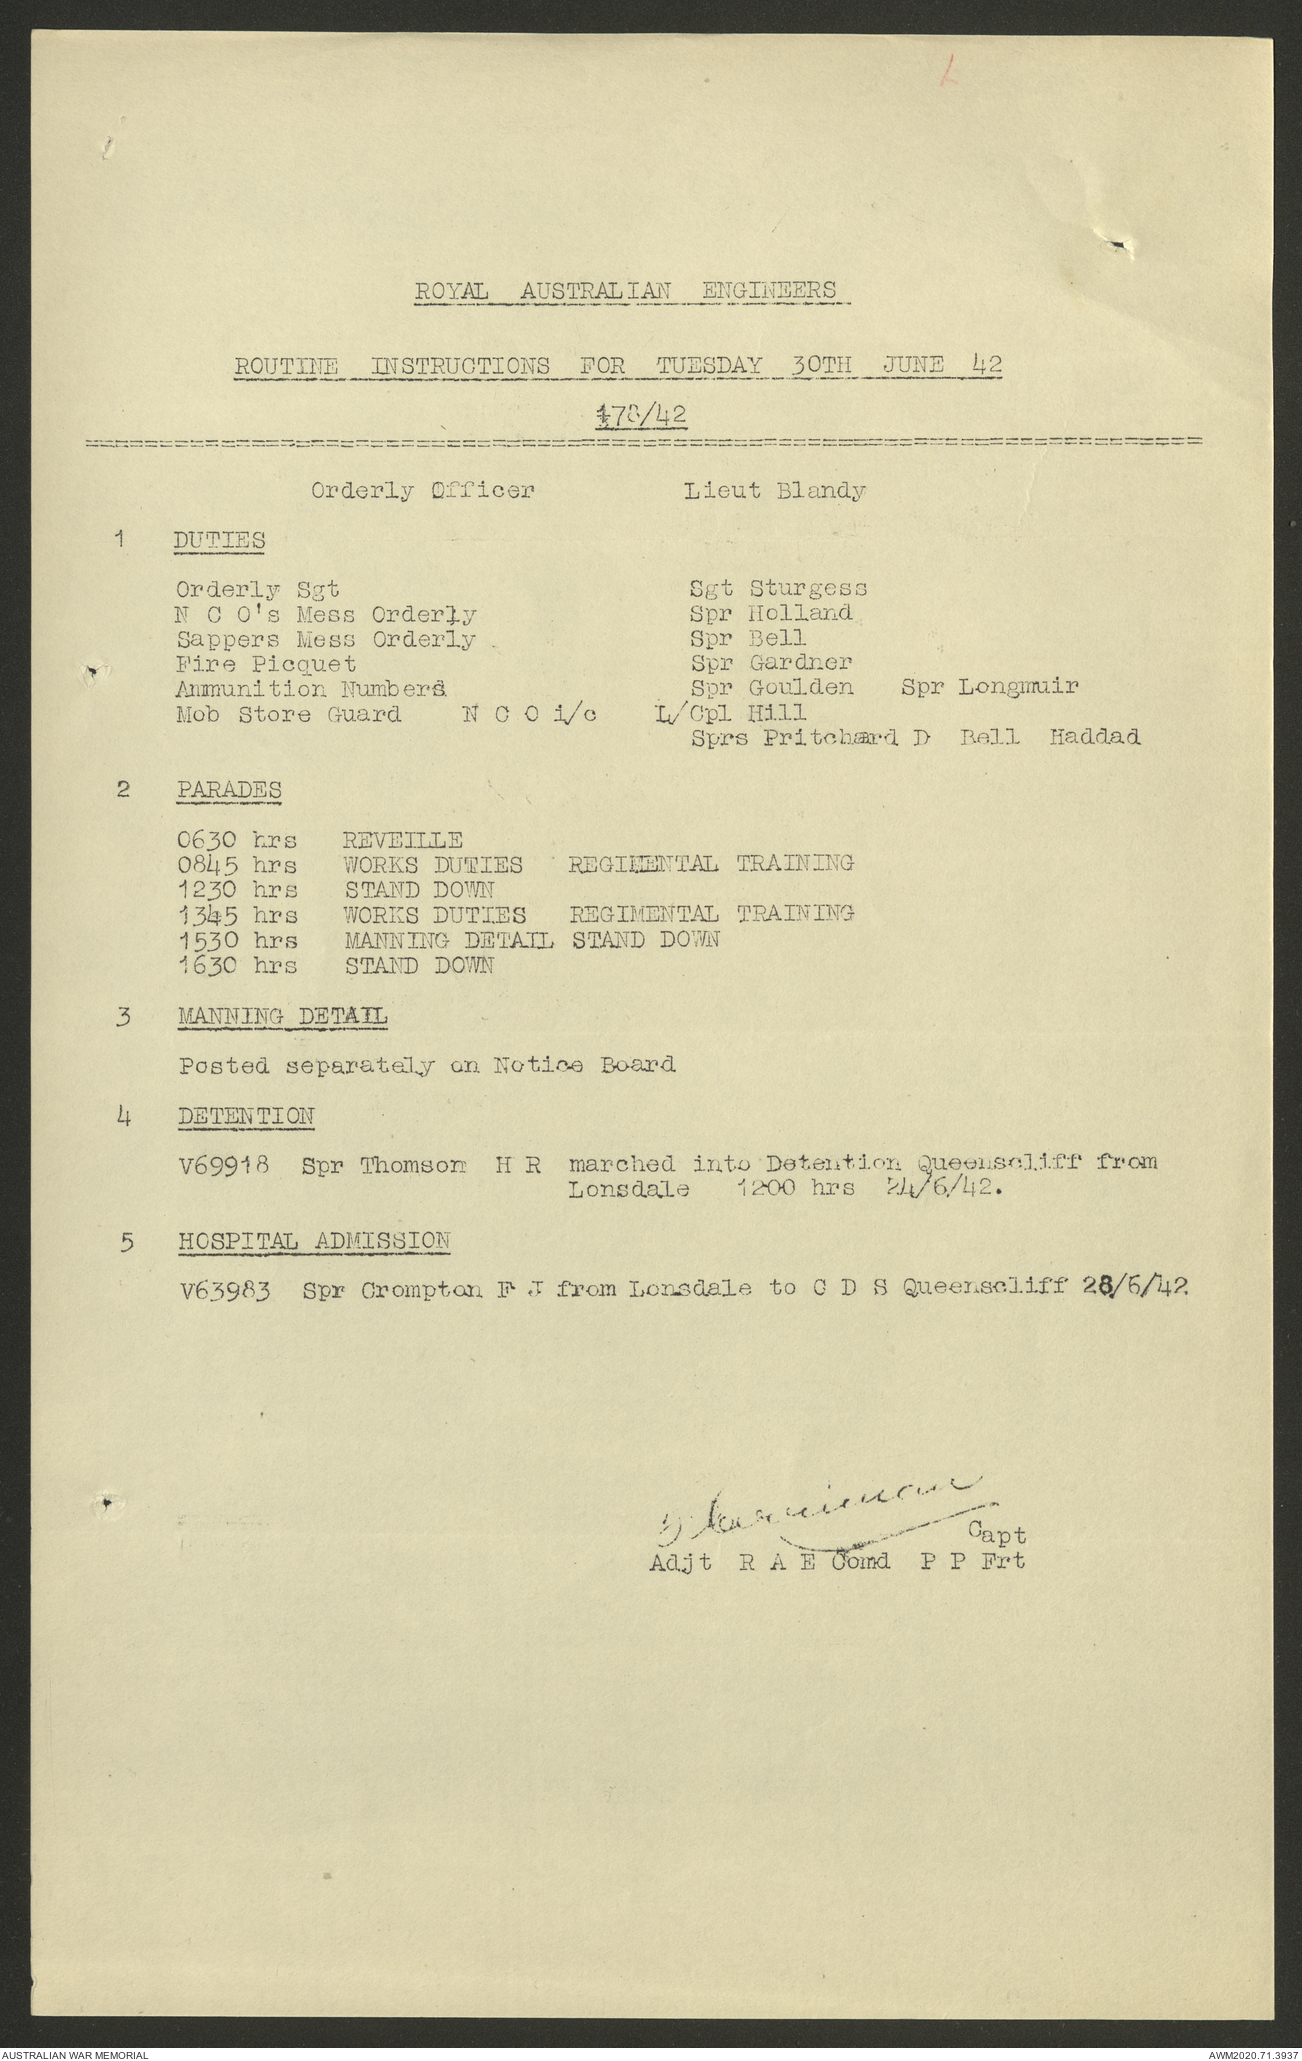 ROYAL AUSTRALIAN ENGINEERS
ROUTINE INSTRUCTIONS FOR TUESDAY 30TH JUNE 42
178/42
Orderly Officer Lieut Blandy
1 DUTIES
Orderly Sgt Sgt Sturgess
N C O's Mess Orderly Spr Holland
Sappers Mess Orderly Spr Bell
Fire Picquet Spr Gardner
Ammunition Numbers Spr Goulden Spr Longmuir
Mob Store Guard N C O i/c L/Cpl Hill
Sprs Pritchard D Bell Haddad
2 PARADES
0630 hrs REVEILLE
0845 hrs WORKS DUTIES REGIMENTAL TRAINING
1230 hrs STAND DOWN
1345 hrs WORKS DUTIES REGIMENTAL TRAINING
1530 hrs MANNING DETAIL STAND DOWN
1630 hrs STAND DOWN
3 MANNING DETAIL
Posted separately on Notice Board
4 DETENTION
V69918 Spr Thomson H R marched into Detention Queenscliff from
Lonsdale 1200 hrs 24/6/42.
5 HOSPITAL ADMISSION
V63983 Spr Crompton F J from Lonsdale to C D S Queenscliff 28/6/42
Capt
Adjt R A E Comd P P Frt
AUSTRALIAN WAR MEMORIAL AWM2020.71.3937